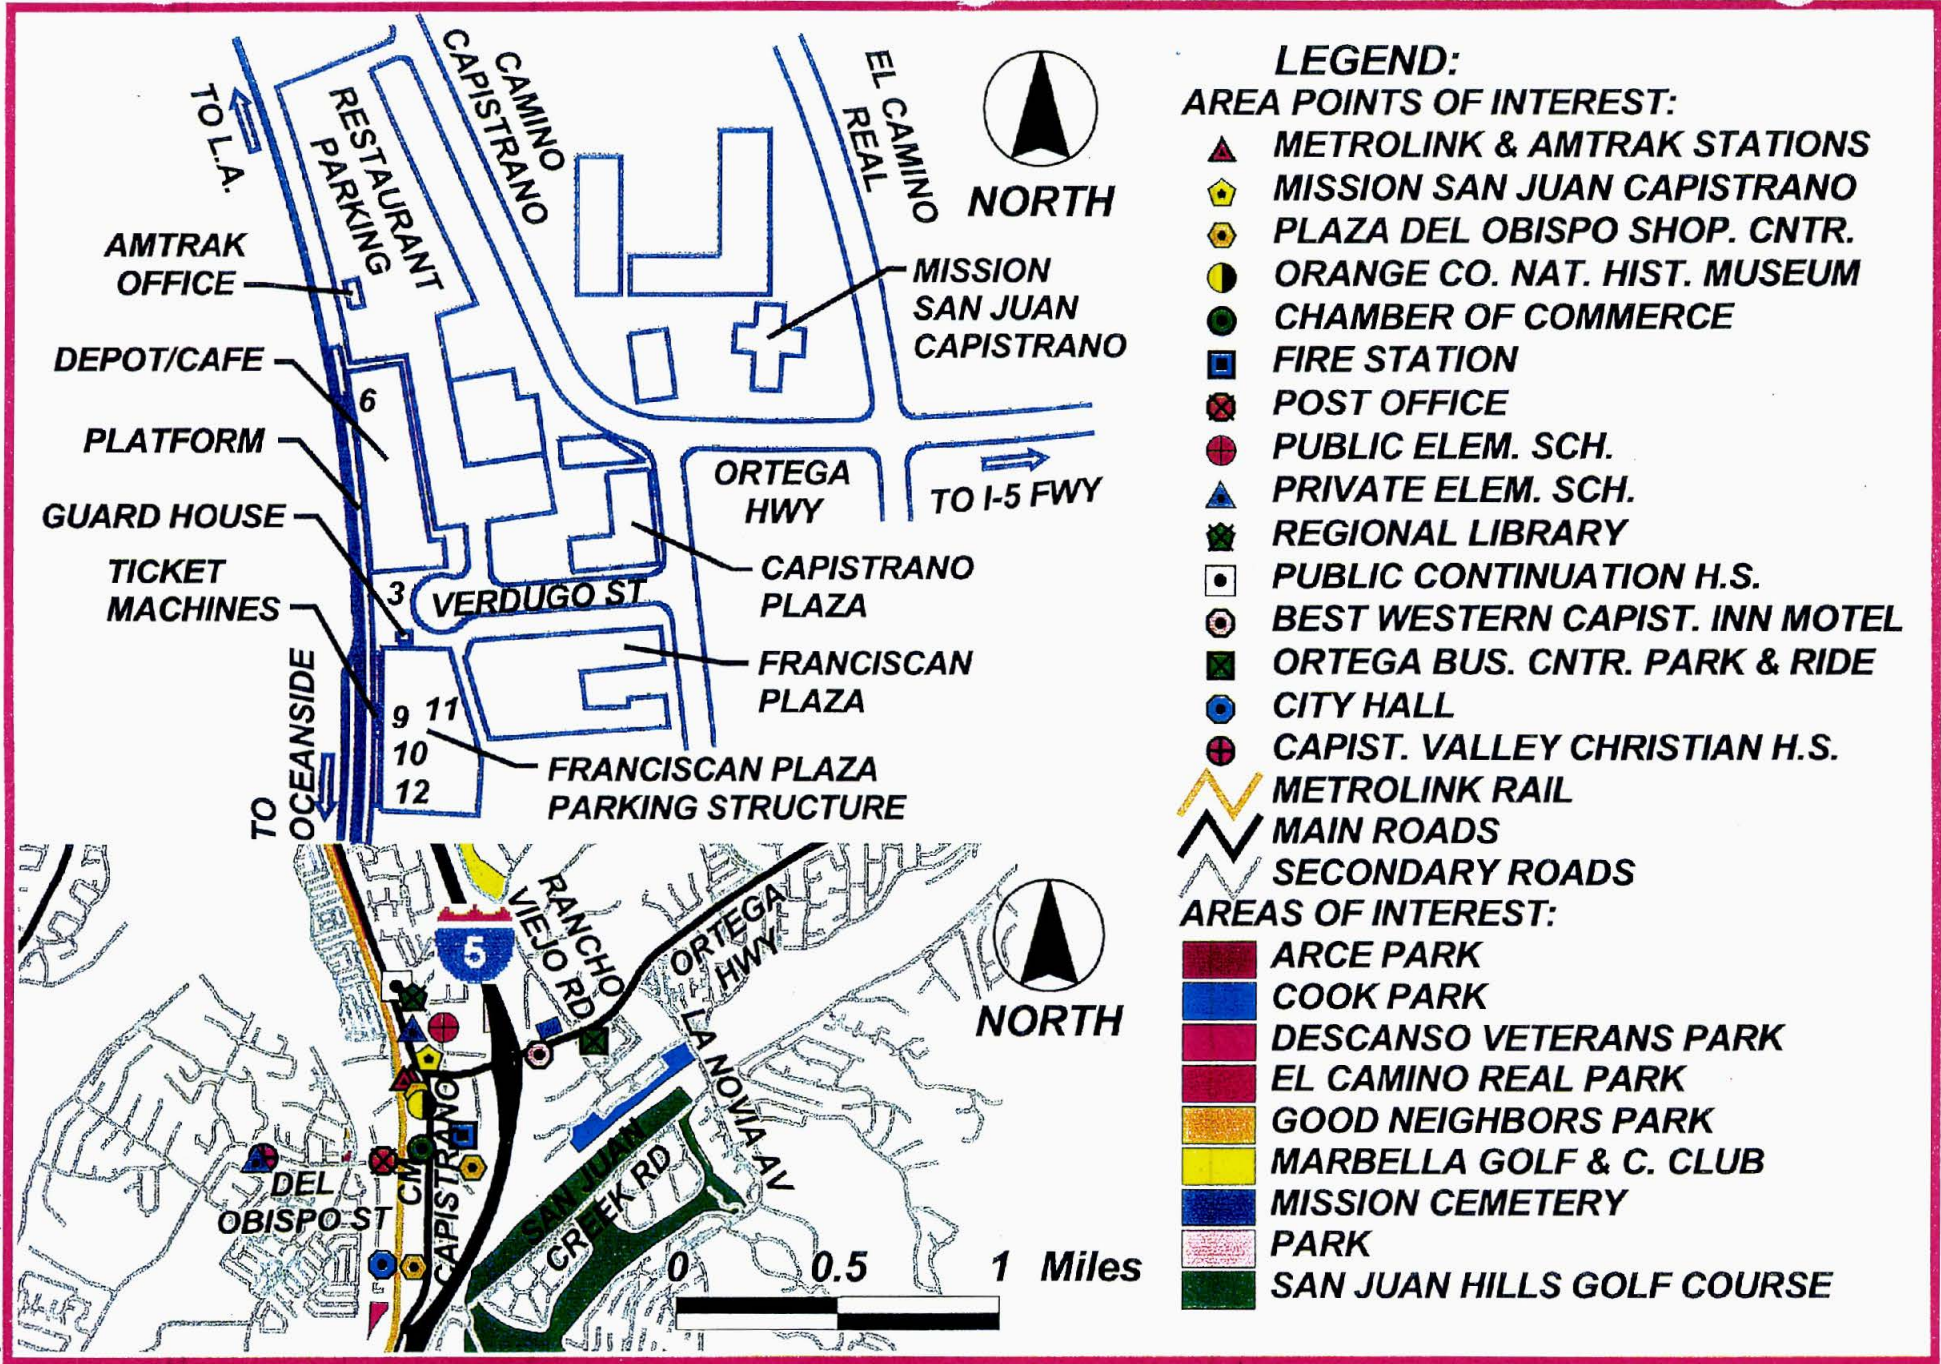 TO L.A.
RESTAURANT
PARKING
CAMINO
CAPISTRANO
EL CAMINO
REAL
NORTH
AMTRAK
OFFICE
MISSION
SAN JUAN
CAPISTRANO
DEPOT/CAFE
6
PLATFORM
ORTEGA
HWY
TO I-5 FWY
GUARD HOUSE
TICKET
MACHINES
3
VERDUGO ST
CAPISTRANO
PLAZA
FRANCISCAN
PLAZA
9 11
10
12
FRANCISCAN PLAZA
PARKING STRUCTURE
TO
OCEANSIDE
5
RANCHO
VIEJO RD
ORTEGA
HWY
NORTH
LA NOVIA AV
SAN JUAN
CREEK RD
CM
CAPISTRANO
DEL
OBISPO ST
0 0.5 1 Miles
LEGEND:
AREA POINTS OF INTEREST:
METROLINK & AMTRAK STATIONS
MISSION SAN JUAN CAPISTRANO
PLAZA DEL OBISPO SHOP. CNTR.
ORANGE CO. NAT. HIST. MUSEUM
CHAMBER OF COMMERCE
FIRE STATION
POST OFFICE
PUBLIC ELEM. SCH.
PRIVATE ELEM. SCH.
REGIONAL LIBRARY
PUBLIC CONTINUATION H.S.
BEST WESTERN CAPIST. INN MOTEL
ORTEGA BUS. CNTR. PARK & RIDE
CITY HALL
CAPIST. VALLEY CHRISTIAN H.S.
METROLINK RAIL
MAIN ROADS
SECONDARY ROADS
AREAS OF INTEREST:
ARCE PARK
COOK PARK
DESCANSO VETERANS PARK
EL CAMINO REAL PARK
GOOD NEIGHBORS PARK
MARBELLA GOLF & C. CLUB
MISSION CEMETERY
PARK
SAN JUAN HILLS GOLF COURSE